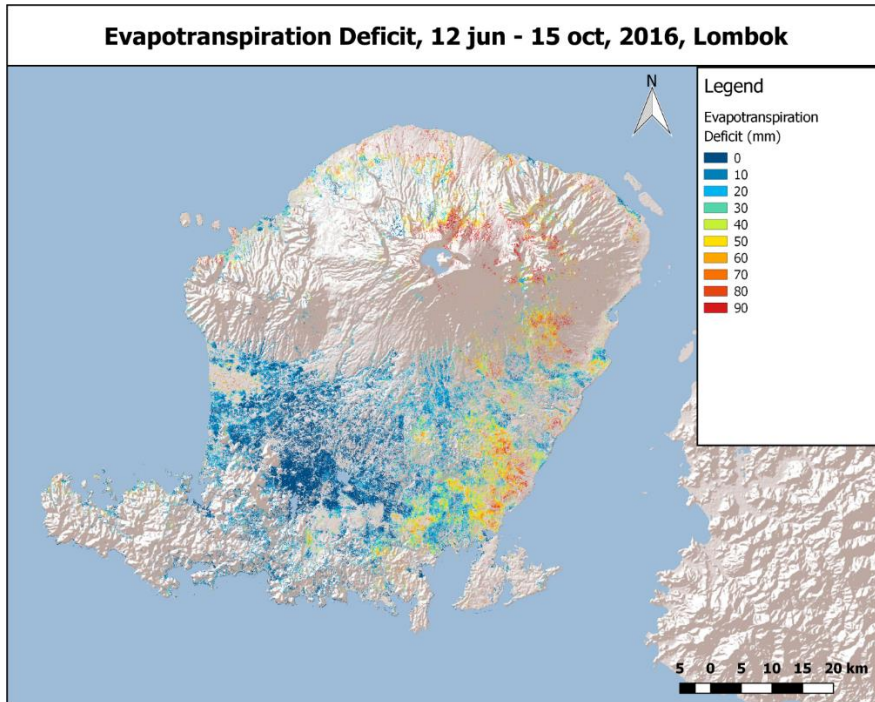 Evapotranspiration Deficit, 12 jun - 15 oct, 2016, Lombok
N
Legend
Evapotranspiration
Deficit (mm)
0
10
20
30
40
50
60
70
80
90
5 0 5 10 15 20 km